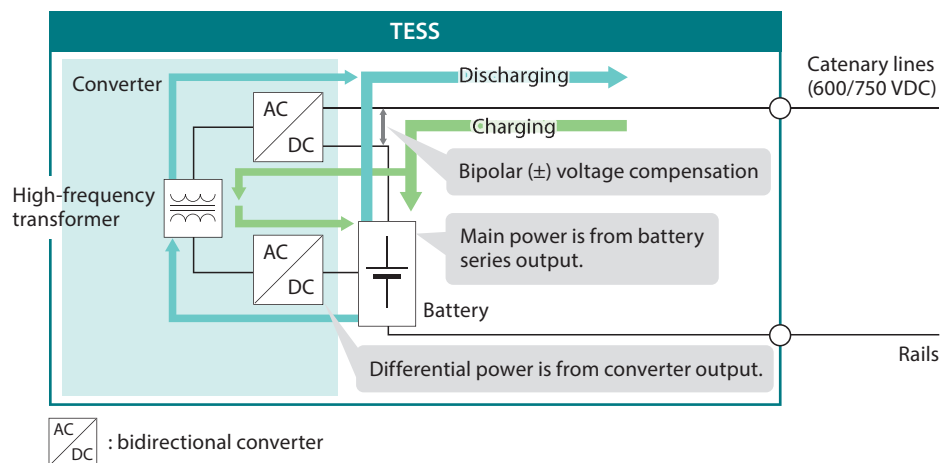 TESS
Converter
Discharging
Catenary lines
(600/750 VDC)
AC
DC
Charging
Bipolar (±) voltage compensation
High-frequency
transformer
Main power is from battery
series output.
AC
DC
Battery
Rails
Differential power is from converter output.
AC
DC
: bidirectional converter